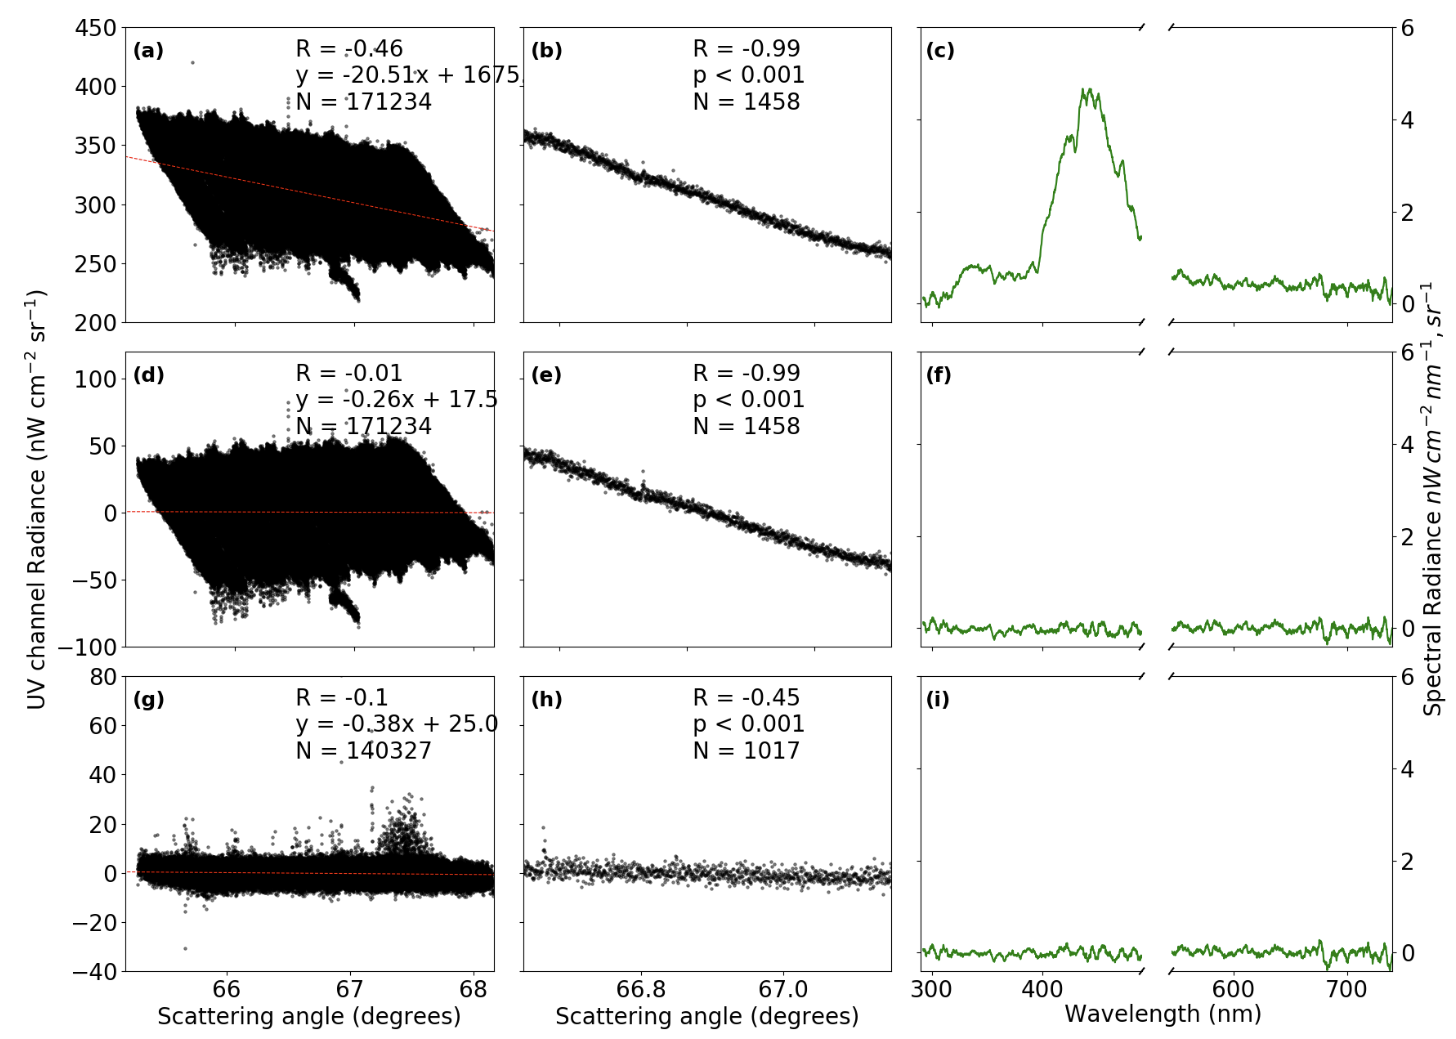 UV channel Radiance (nW cm−2 sr−1)
450
400
350
300
250
200
(a)
R = -0.46
y = -20.51x + 1675.
N = 171234
(b)
R = -0.99
p < 0.001
N = 1458
(c)
6
4
2
0
100
50
0
−50
−100
(d)
R = -0.01
y = -0.26x + 17.5
N = 171234
(e)
R = -0.99
p < 0.001
N = 1458
(f)
6
4
2
0
80
60
40
20
0
−20
−40
(g)
R = -0.1
y = -0.38x + 25.0
N = 140327
(h)
R = -0.45
p < 0.001
N = 1017
(i)
6
4
2
0
66 67 68
66.8 67.0
300 400 600 700
Scattering angle (degrees)
Scattering angle (degrees)
Wavelength (nm)
Spectral Radiance nW cm−2 nm−1, sr−1